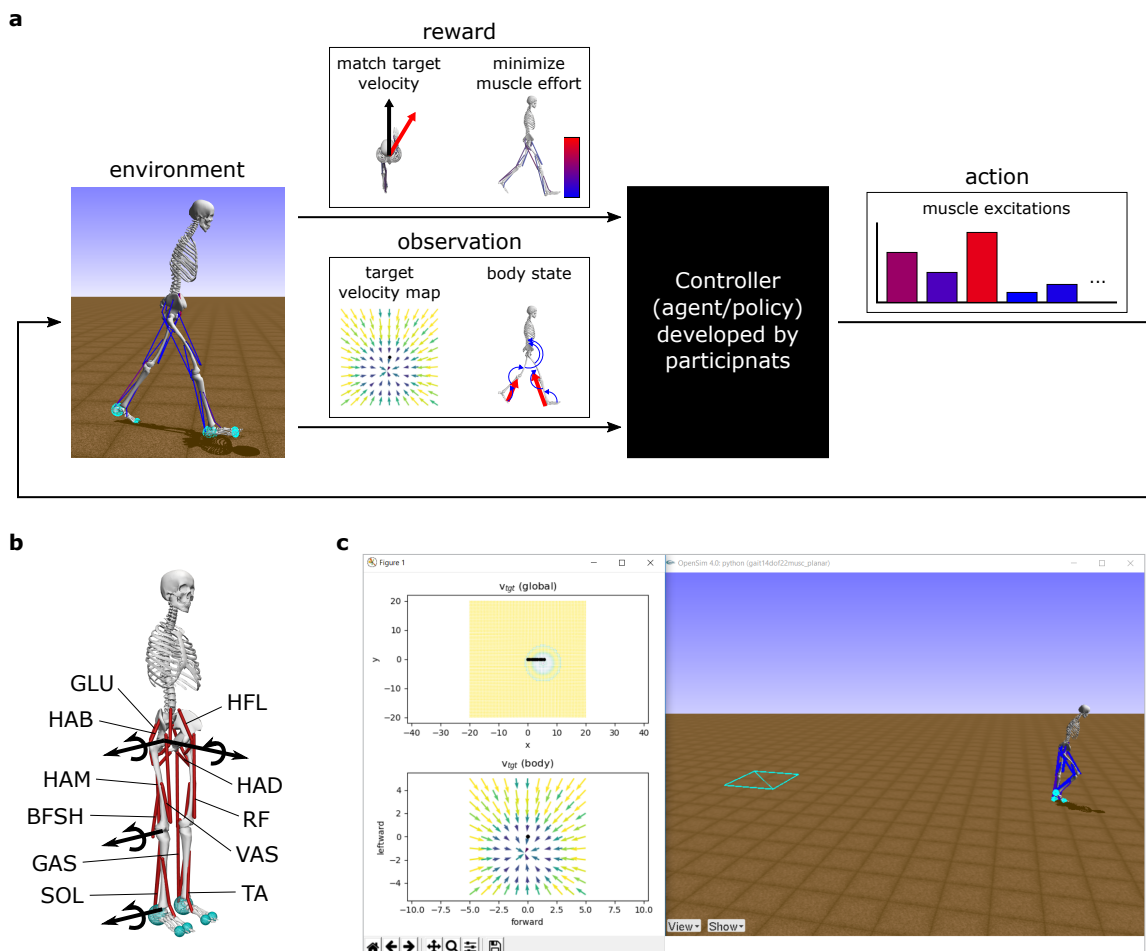 a
reward
match target
velocity
minimize
muscle effort
environment
observation
target
velocity map
body state
Controller
(agent/policy)
developed by
participnats
action
muscle excitations
...
b
GLU
HFL
HAB
HAM
HAD
BFSH
RF
GAS
VAS
SOL
TA
c
Figure 1
v_tgt (global)
20
10
0
−10
−20
y
−40 −30 −20 −10 0 10 20 30 40
x
v_tgt (body)
4
2
0
−2
−4
leftward
−10.0 −7.5 −5.0 −2.5 0.0 2.5 5.0 7.5 10.0
forward
OpenSim 4.0: python (gait14dof22musc_planar)
View Show